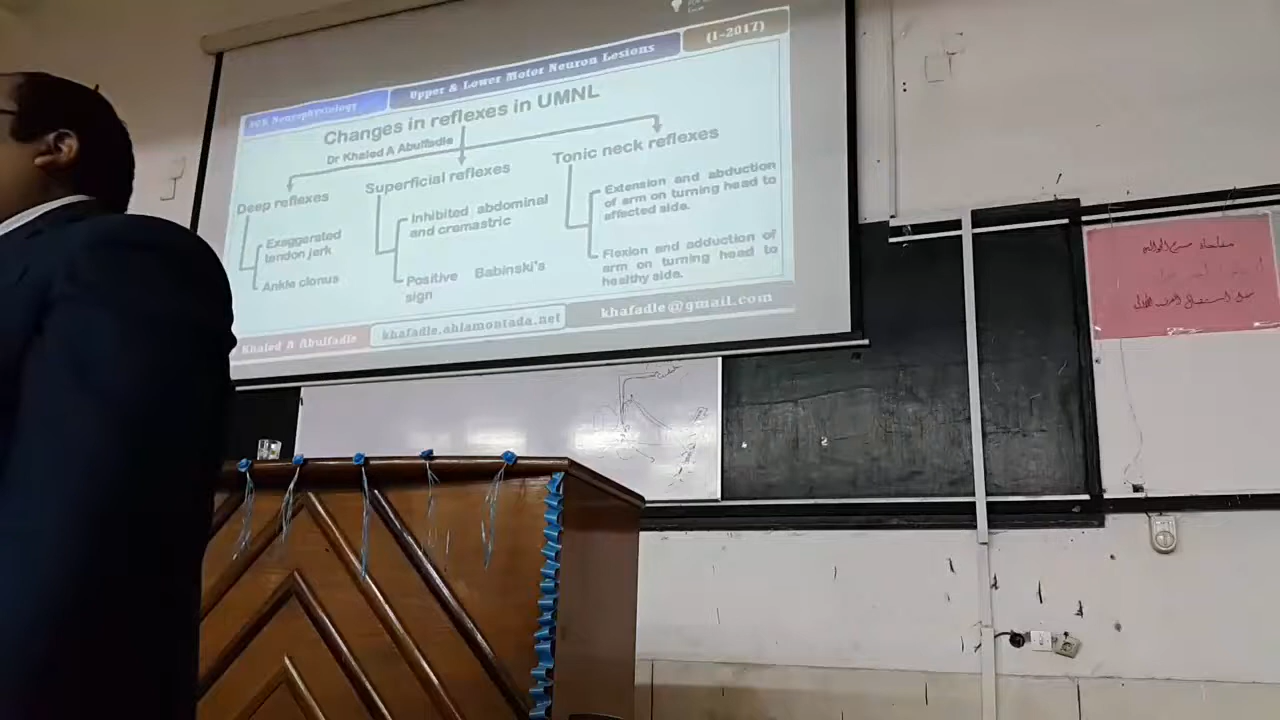 POK Neurophysiology
Upper & Lower Motor Neuron Lesions
(1-2017)
Changes in reflexes in UMNL
Dr Khaled A Abulfadle
Deep reflexes
Exaggerated
tendon jerk
Ankle clonus
Superficial reflexes
Inhibited abdominal
and cremastric
Positive Babinski's
sign
Tonic neck reflexes
Extension and abduction
of arm on turning head to
affected side.
Flexion and adduction of
arm on turning head to
healthy side.
Khaled A Abulfadle
khafadle.ahlamontada.net
khafadle@gmail.com